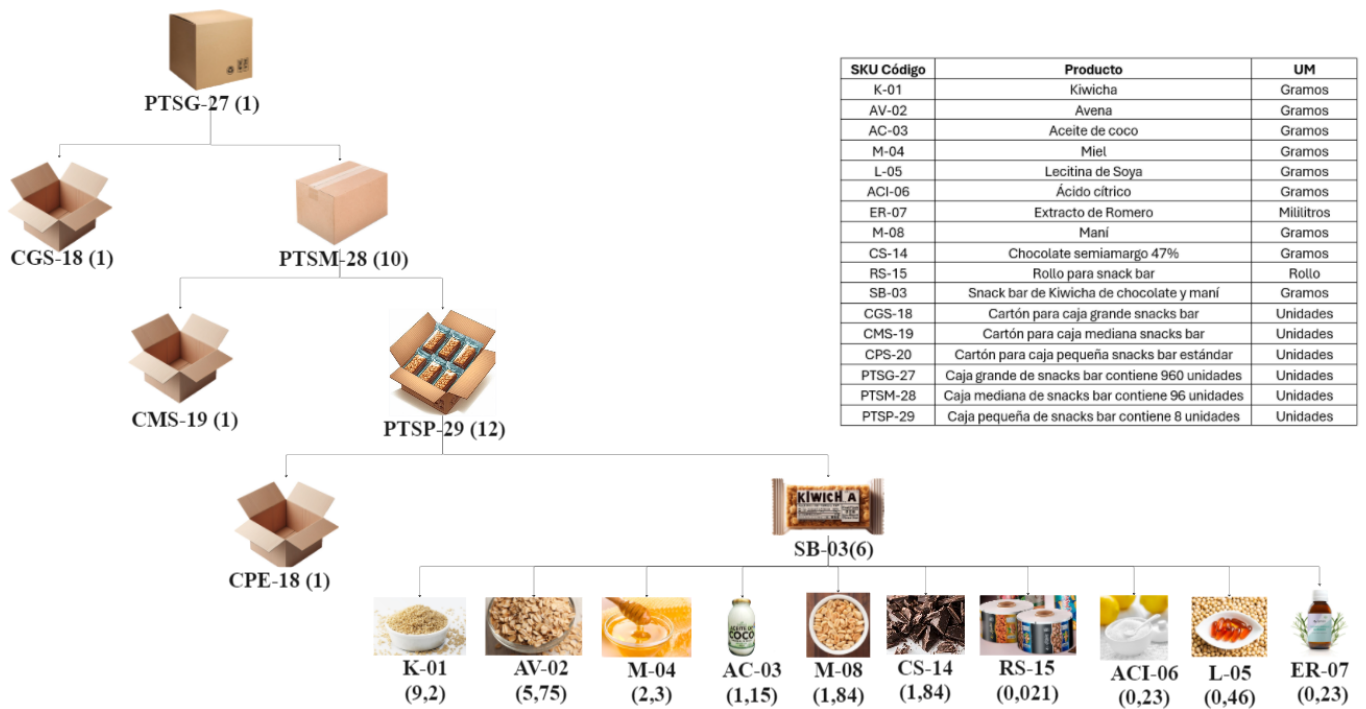 PTSG-27 (1)
CGS-18 (1)
PTSM-28 (10)
CMS-19 (1)
PTSP-29 (12)
CPE-18 (1)
KIWICH A
SB-03(6)
ACEITE DE
COCO
K-01
(9,2)
AV-02
(5,75)
M-04
(2,3)
AC-03
(1,15)
M-08
(1,84)
CS-14
(1,84)
RS-15
(0,021)
ACI-06
(0,23)
L-05
(0,46)
ER-07
(0,23)
SKU Código Producto UM
K-01 Kiwicha Gramos
AV-02 Avena Gramos
AC-03 Aceite de coco Gramos
M-04 Miel Gramos
L-05 Lecitina de Soya Gramos
ACI-06 Ácido cítrico Gramos
ER-07 Extracto de Romero Mililitros
M-08 Maní Gramos
CS-14 Chocolate semiamargo 47% Gramos
RS-15 Rollo para snack bar Rollo
SB-03 Snack bar de Kiwicha de chocolate y maní Gramos
CGS-18 Cartón para caja grande snacks bar Unidades
CMS-19 Cartón para caja mediana snacks bar Unidades
CPS-20 Cartón para caja pequeña snacks bar estándar Unidades
PTSG-27 Caja grande de snacks bar contiene 960 unidades Unidades
PTSM-28 Caja mediana de snacks bar contiene 96 unidades Unidades
PTSP-29 Caja pequeña de snacks bar contiene 8 unidades Unidades